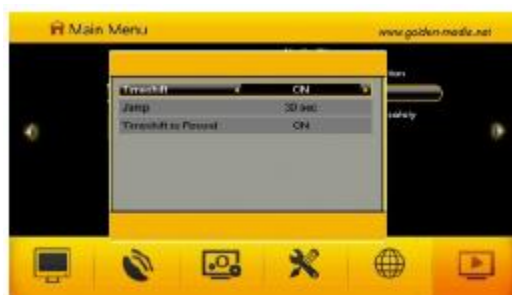 Main Menu
www.golden-media.net
Timeshift ON
Jump 30 sec
Timeshift to Record ON